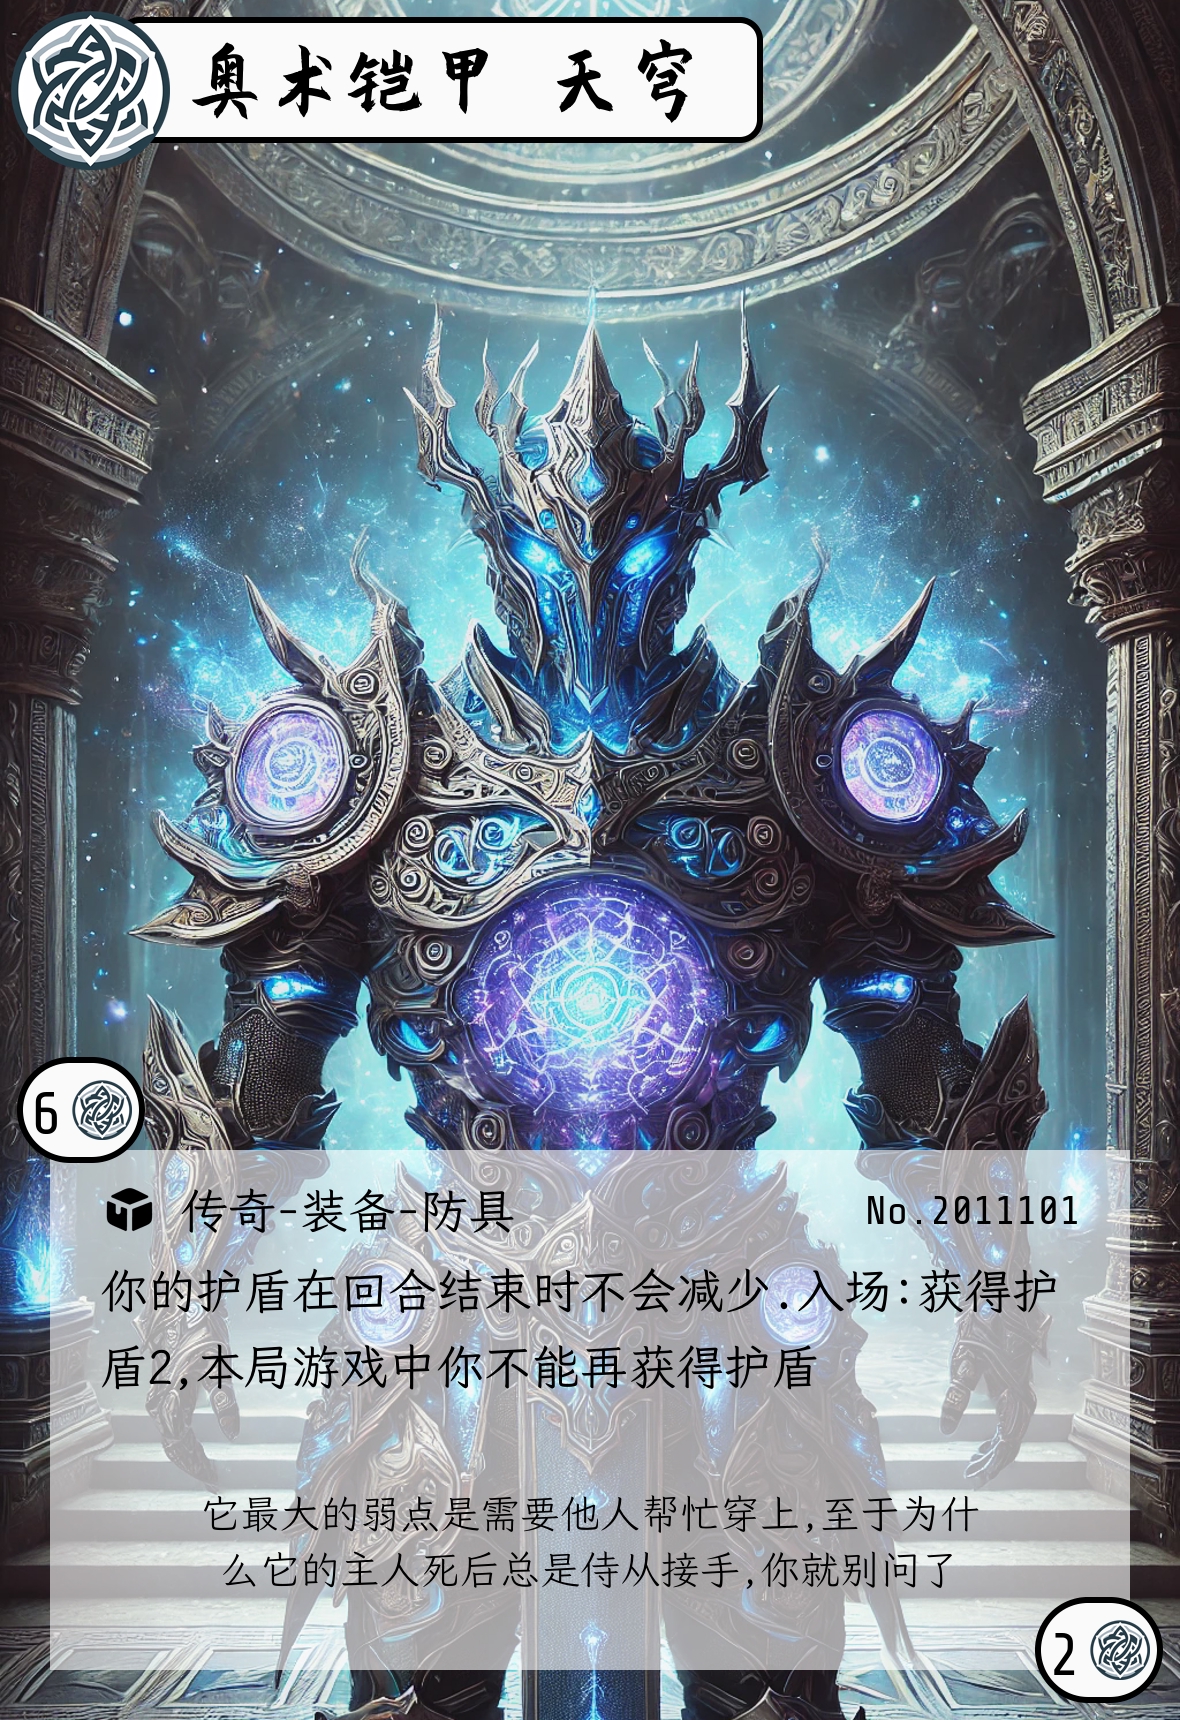 奥术铠甲 天穹
6
传奇-装备-防具
No.2011101
你的护盾在回合结束时不会减少.入场:获得护
盾2,本局游戏中你不能再获得护盾
它最大的弱点是需要他人帮忙穿上,至于为什
么它的主人死后总是侍从接手,你就别问了
2